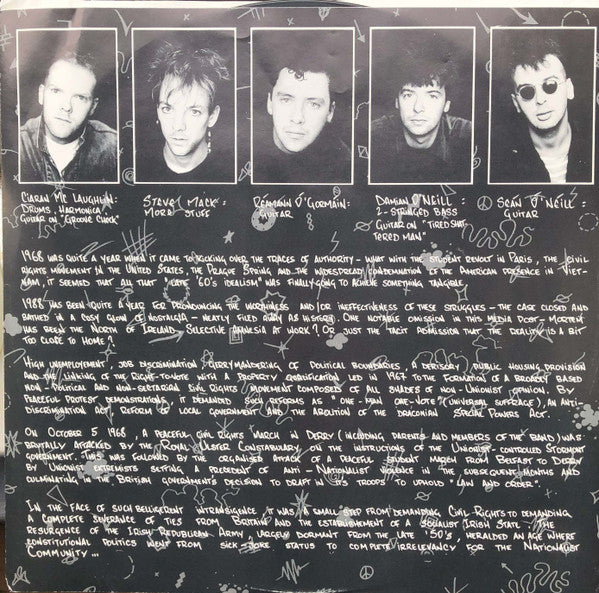 CIARAN Mc LAUGHLIN:
DRUMS, HARMONICA,
GUITAR ON "GROOVE CHECK"
STEVE MACK:
MORD STUFF
REAMANN O'GORMAIN:
GUITAR
DAMIAN O'NEILL:
2-STRINGED BASS
GUITAR ON "TIRED SHAT-
TERED MAN"
SEAN O'NEILL:
GUITAR
1968 WAS QUITE A YEAR WHEN IT CAME TO KICKING OVER THE TRACES OF AUTHORITY - WHAT WITH THE STUDENT REVOLT IN PARIS, THE CIVIL
RIGHTS MOVEMENT IN THE UNITED STATES, THE PRAGUE SPRING AND THE WIDESPREAD CONDEMNATION OF THE AMERICAN PRESENCE IN VIET-
NAM, IT SEEMED THAT ALL THAT "LATE '60's IDEALISM" WAS FINALLY GOING TO ACHIEVE SOMETHING TANGIBLE.
1988 HAS BEEN QUITE A YEAR FOR PRONOUNCING THE WORTHINESS AND/OR INEFFECTIVENESS OF THESE STRUGGLES - THE CASE CLOSED AND
BATHED IN A COSY GLOW OF NOSTALGIA - NEATLY FILED AWAY AS HISTORY. ONE NOTABLE OMISSION IN THIS MEDIA POST-MORTEM
HAS BEEN THE NORTH OF IRELAND. SELECTIVE AMNESIA AT WORK? OR JUST THE TACIT ADMISSION THAT THE REALITY IS A BIT
TOO CLOSE TO HOME?
HIGH UNEMPLOYEMENT, JOB DISCRIMINATION, GERRYMANDERING OF POLITICAL BOUNDARIES, A DERISORY PUBLIC HOUSING PROVISION
AND THE LINKING OF THE RIGHT-TO-VOTE WITH A PROPERTY QUALIFICATION LED IN 1967 TO THE FORMATION OF A BROADLY BASED
NON-POLITICAL AND NON-SECTARIAN CIVIL RIGHTS MOVEMENT COMPOSED OF ALL SHADES OF NON-UNIONIST OPINION. BY
PEACEFUL PROTEST DEMONSTRATIONS, IT DEMANDED SUCH REFORMS AS "ONE-MAN ONE-VOTE" (UNIVERSAL SUFFRAGE), AN ANTI-
DISCRIMINATION ACT, REFORM OF LOCAL GOVERNMENT AND THE ABOLITION OF THE DRACONIAN SPECIAL POWERS ACT.
ON OCTOBER 5 1968, A PEACEFUL CIVIL RIGHTS MARCH IN DERRY (INCLUDING PARENTS AND MEMBERS OF THE BAND) WAS
BRUTALLY ATTACKED BY THE ROYAL ULSTER CONSTABULARY ON THE INSTRUCTIONS OF THE UNIONIST-CONTROLLED STORMONT
GOVERNMENT. THIS WAS FOLLOWED BY THE ORGANISED ATTACK OF A PEACEFUL STUDENT MARCH FROM BELFAST TO DERRY
BY UNIONIST EXTREMISTS SETTING A PRECEDENT OF ANTI-NATIONALIST VIOLENCE IN THE SUBSEQUENT MONTHS AND
CULMINATING IN THE BRITISH GOVERNMENT'S DECISION TO DRAFT IN IT'S TROOPS TO UPHOLD "LAW AND ORDER".
IN THE FACE OF SUCH BELLIGERENT INTRANSIGENCE IT WAS A SMALL STEP FROM DEMANDING CIVIL RIGHTS TO DEMANDING
A COMPLETE SEVERANCE OF TIES FROM BRITAIN AND THE ESTABLISHEMENT OF A SOCIALIST IRISH STATE. THE
RESURGENCE OF THE IRISH REPUBLICAN ARMY, LARGELY DORMANT FROM THE LATE '50's, HERALDED AN AGE WHERE
CONSTITUTIONAL POLITICS WENT FROM SICK-JOKE STATUS TO COMPLETE IRRELEVANCY FOR THE NATIONALIST
COMMUNITY...